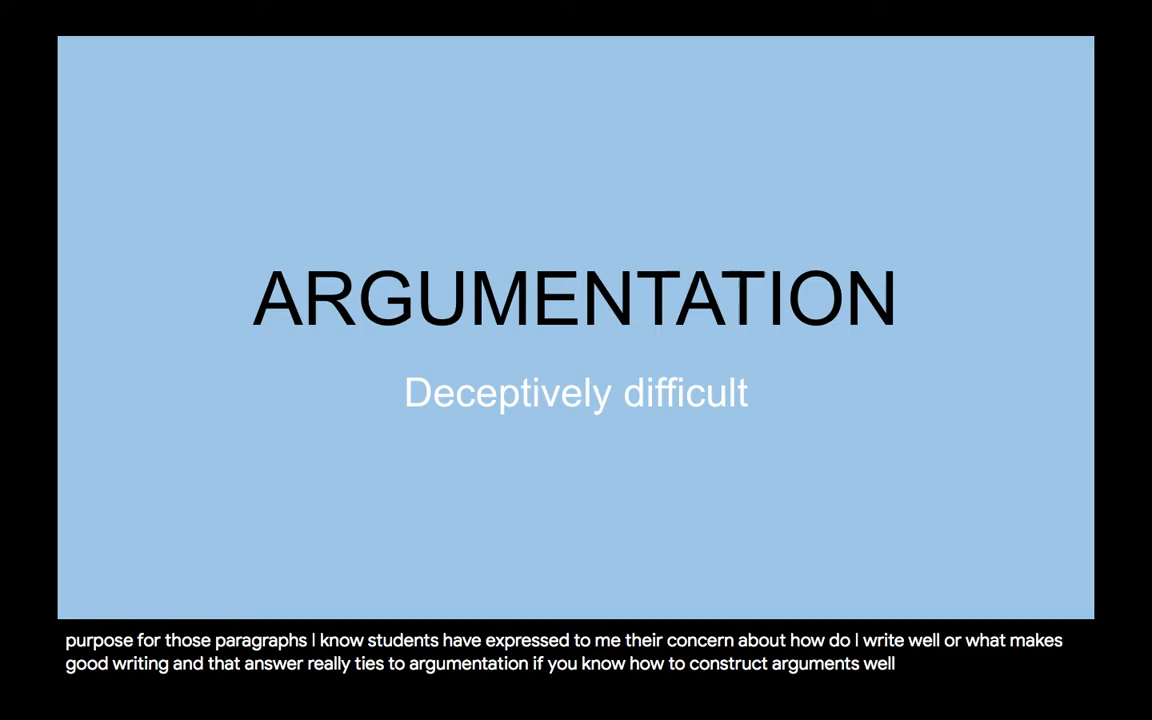 ARGUMENTATION
Deceptively difficult
purpose for those paragraphs I know students have expressed to me their concern about how do I write well or what makes
good writing and that answer really ties to argumentation if you know how to construct arguments well